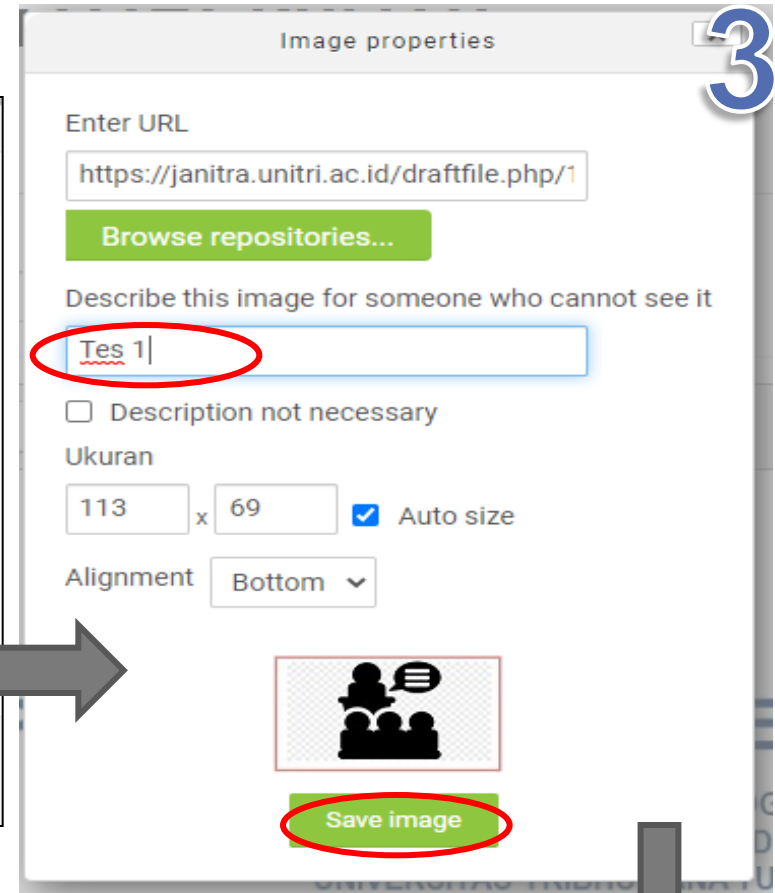 Image properties
3
Enter URL
https://janitra.unitri.ac.id/draftfile.php/1
Browse repositories...
Describe this image for someone who cannot see it
Tes 1
Description not necessary
Ukuran
113 x 69 Auto size
Alignment Bottom
Save image